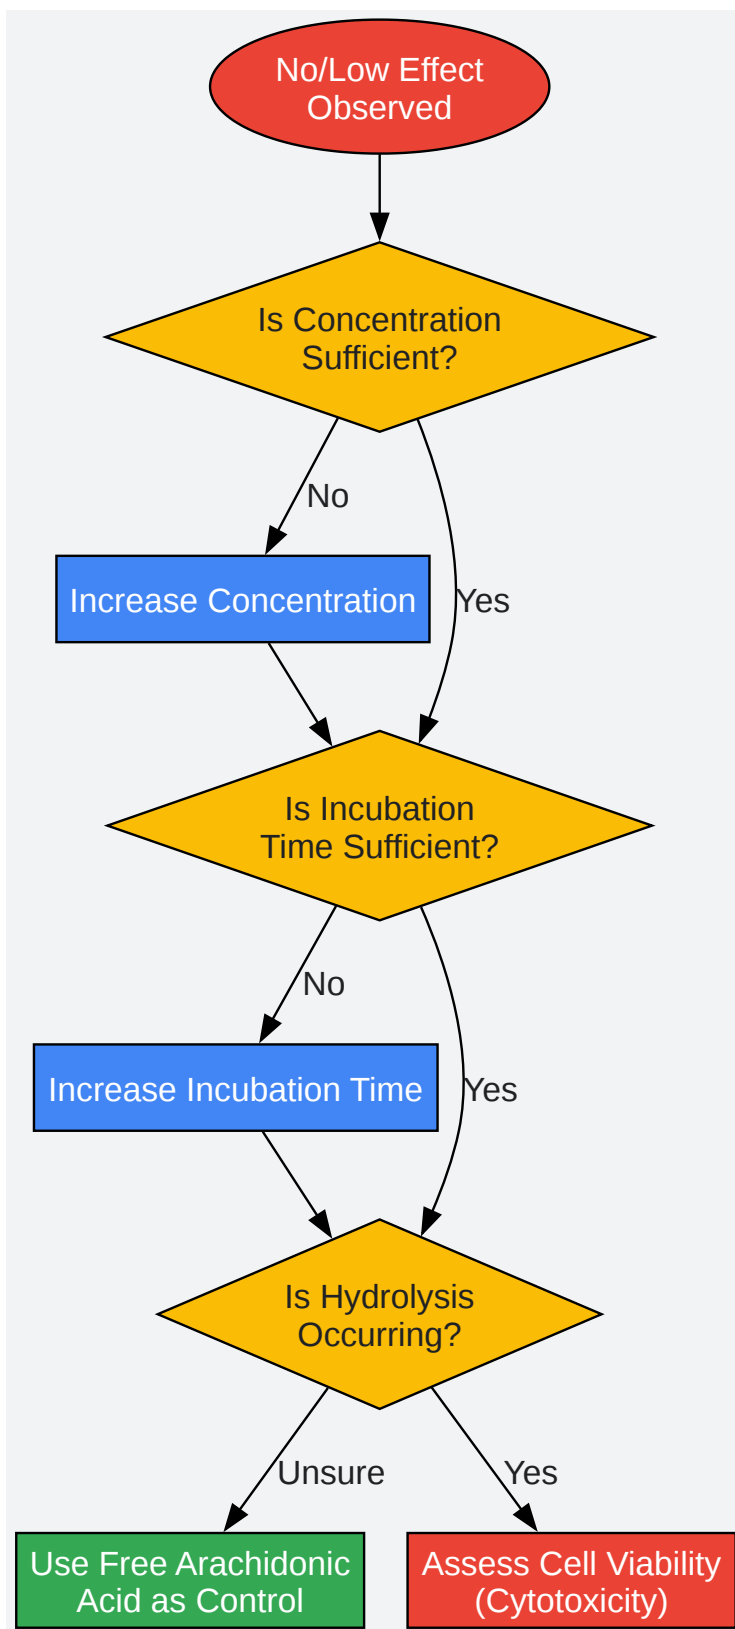 No/Low Effect
Observed
Is Concentration
Sufficient?
No
Increase Concentration
Yes
Is Incubation
Time Sufficient?
No
Increase Incubation Time
Yes
Is Hydrolysis
Occurring?
Unsure
Yes
Use Free Arachidonic
Acid as Control
Assess Cell Viability
(Cytotoxicity)